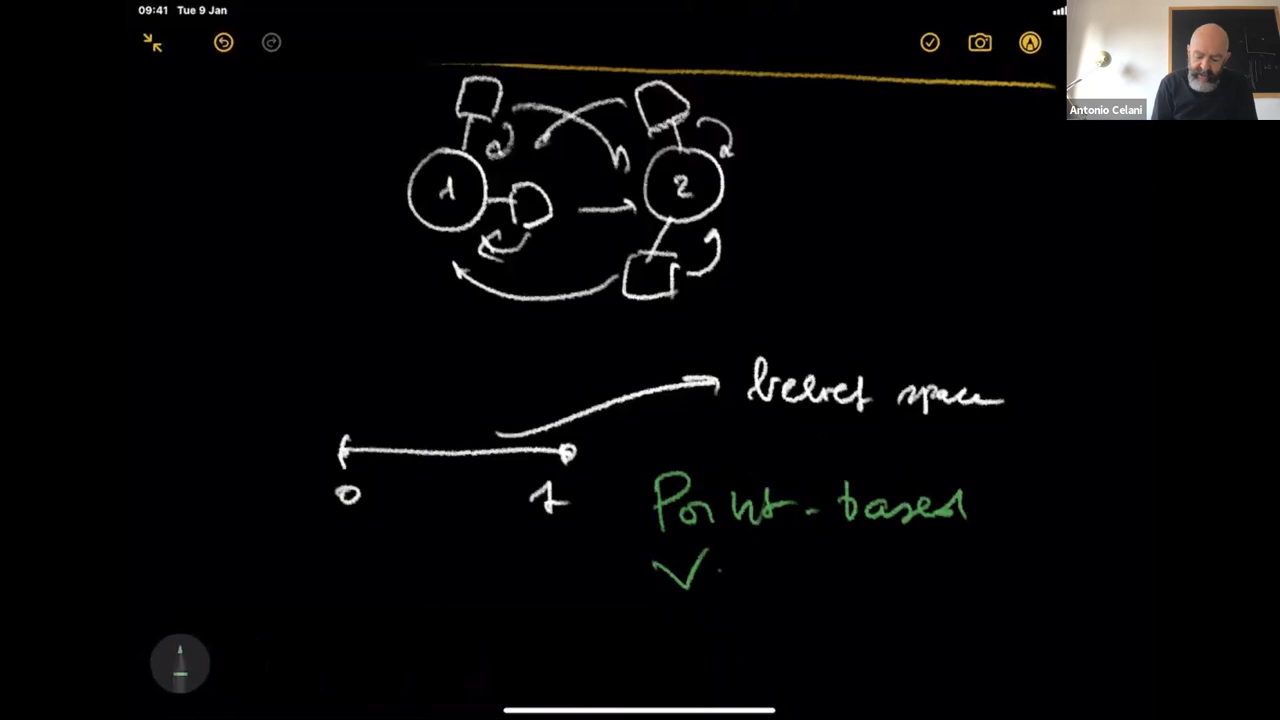 09:41 Tue 9 Jan
Antonio Celani
1
2
belief space
0 1
Point-based
V.